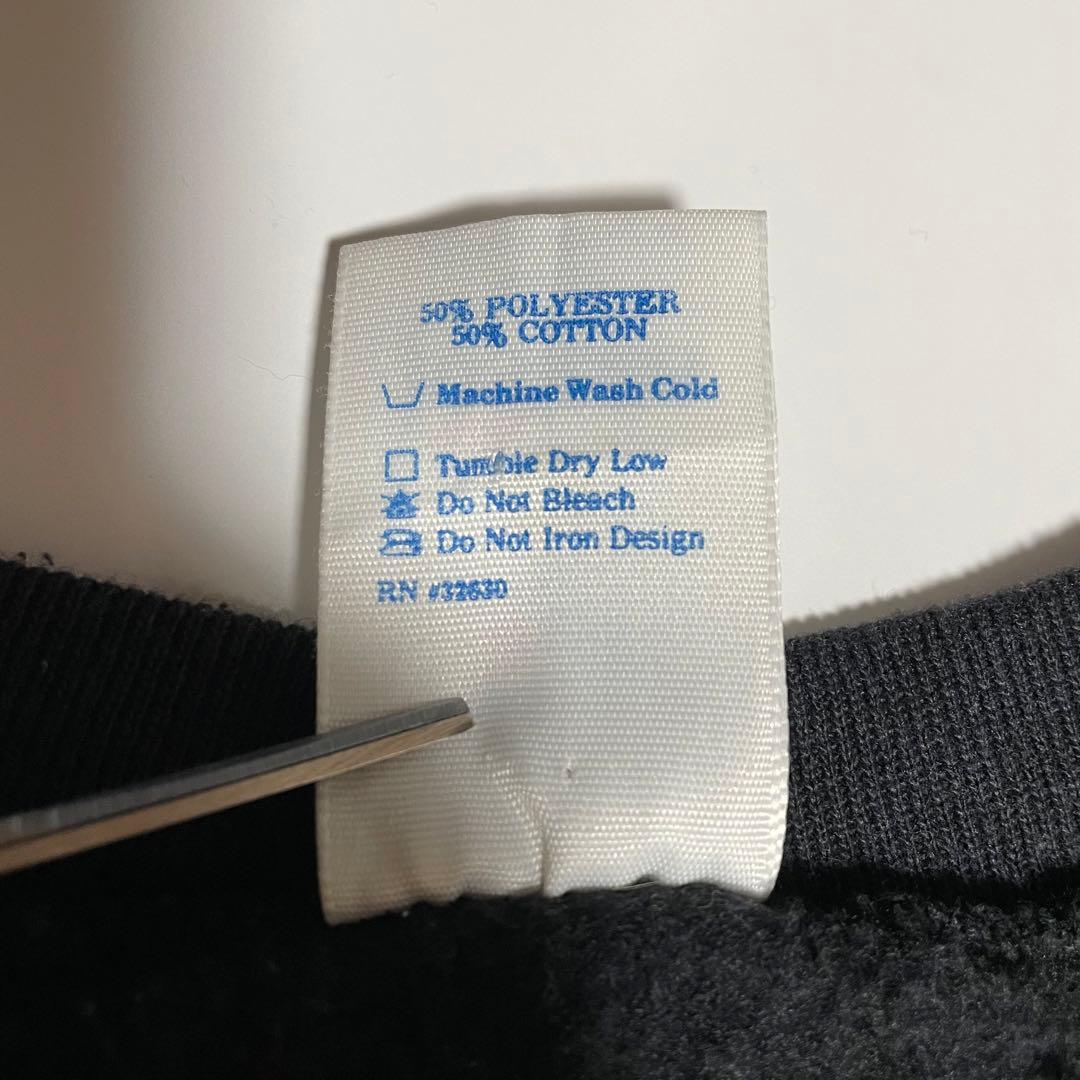 50% POLYESTER
50% COTTON
Machine Wash Cold
Tumble Dry Low
Do Not Bleach
Do Not Iron Design
RN #32630